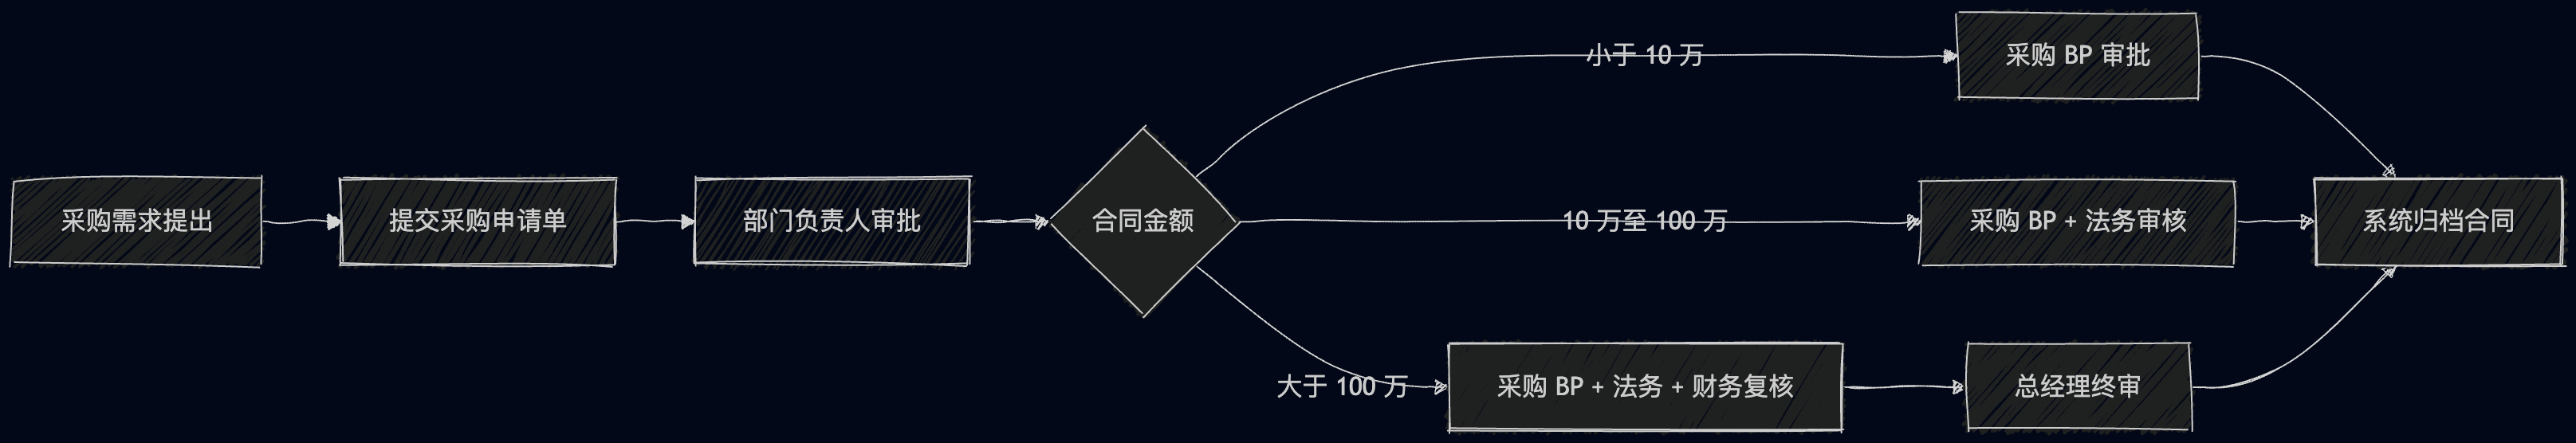 采购需求提出
提交采购申请单
部门负责人审批
合同金额
小于 10 万
采购 BP 审批
10 万至 100 万
采购 BP + 法务审核
大于 100 万
采购 BP + 法务 + 财务复核
总经理终审
系统归档合同